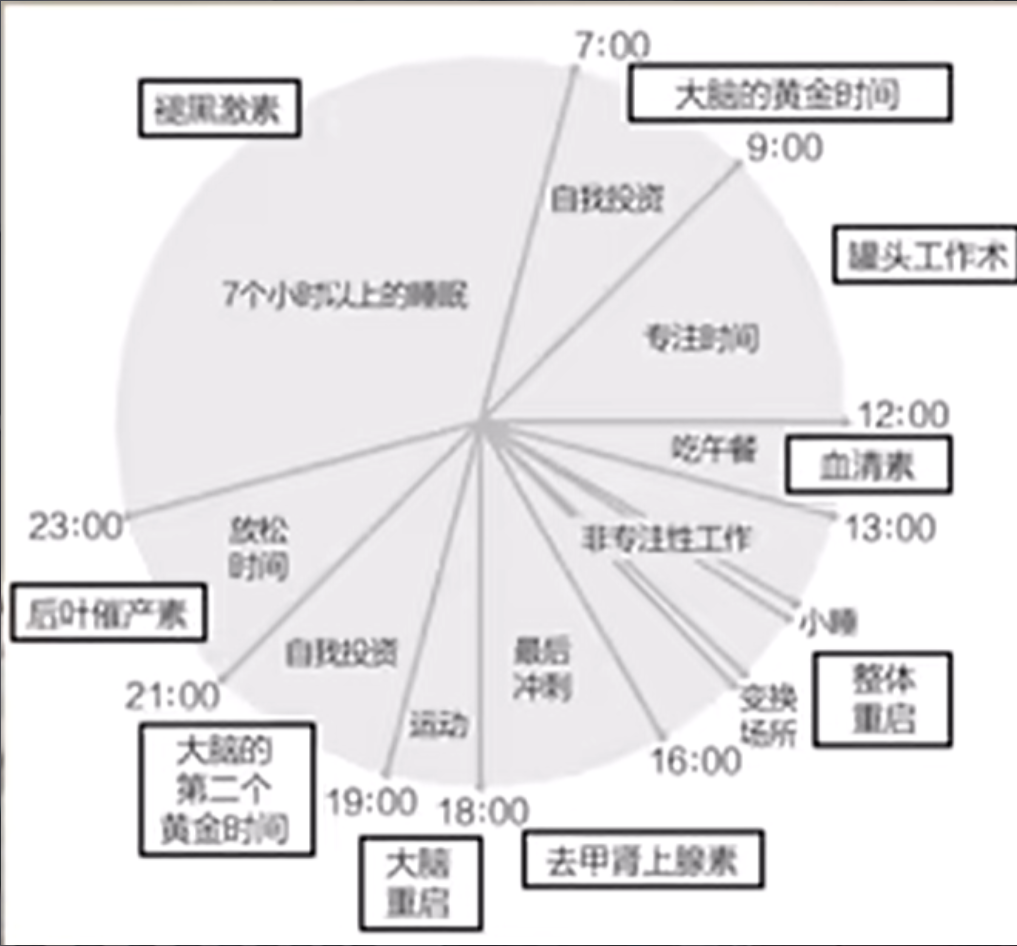 7:00
大脑的黄金时间
褪黑激素
9:00
自我投资
罐头工作术
7个小时以上的睡眠
专注时间
12:00
吃午餐
血清素
23:00
放松
时间
非专注性工作
13:00
后叶催产素
小睡
自我投资
最后
冲刺
整体
重启
21:00
运动
变换
场所
大脑的
第二个
黄金时间
16:00
19:00
18:00
大脑
重启
去甲肾上腺素